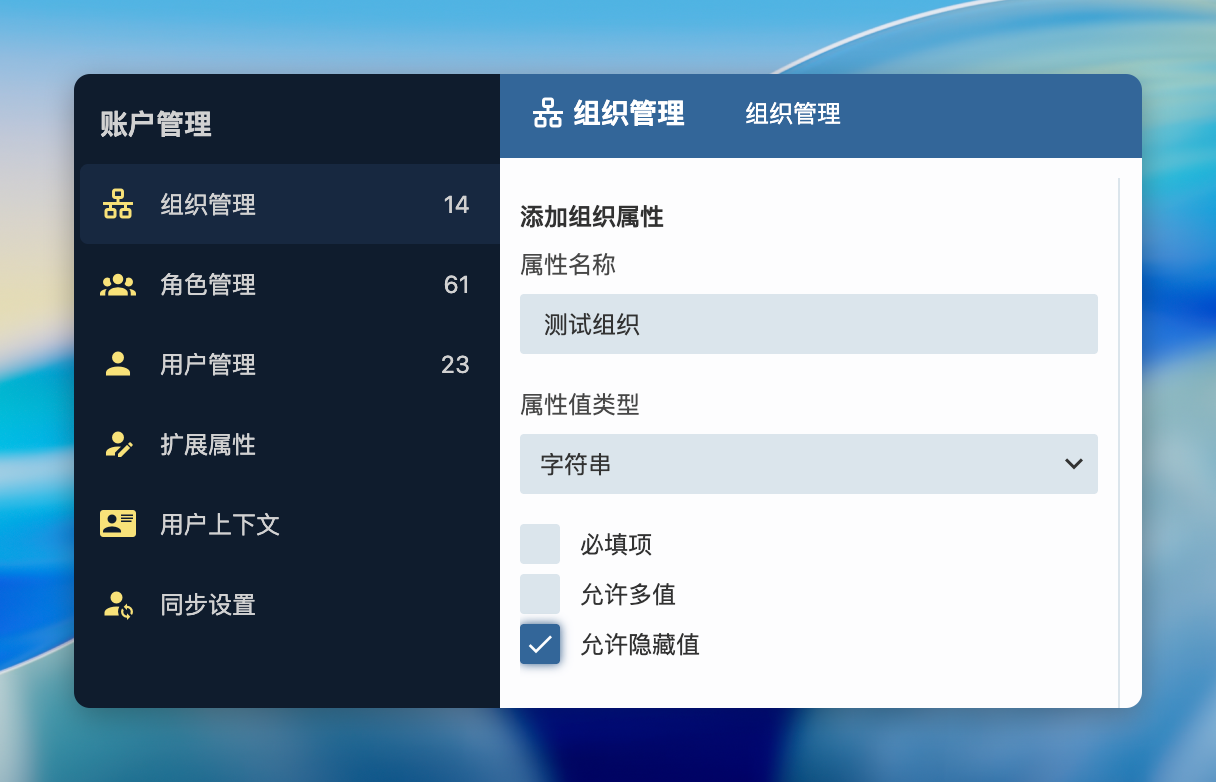 账户管理
组织管理 14
角色管理 61
用户管理 23
扩展属性
用户上下文
同步设置
组织管理 组织管理
添加组织属性
属性名称
测试组织
属性值类型
字符串
必填项
允许多值
允许隐藏值